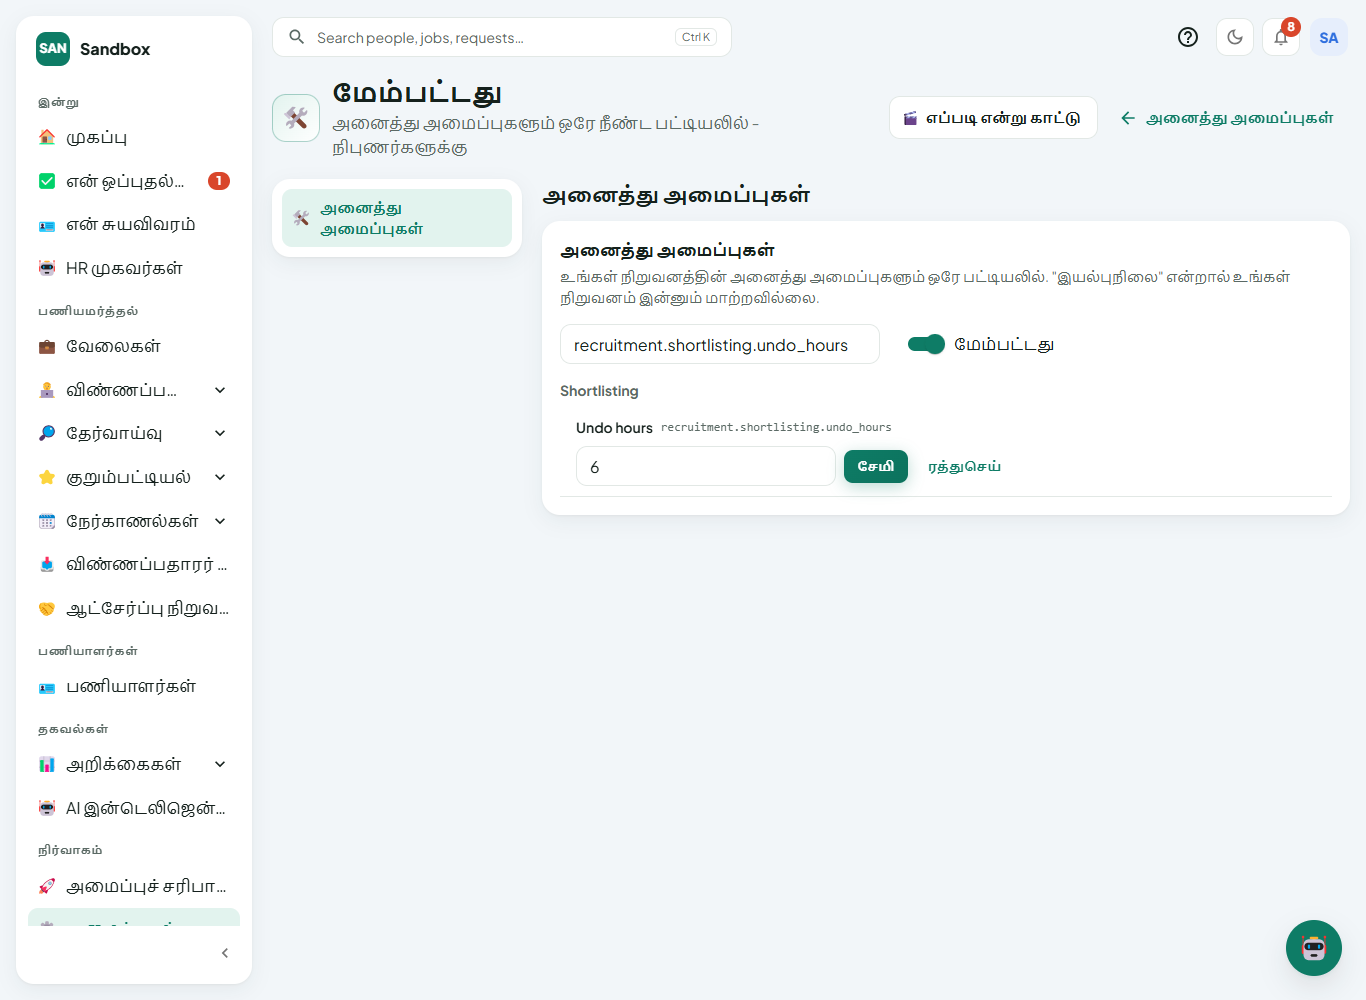 SAN Sandbox
இன்று
முகப்பு
என் ஒப்புதல்... 1
என் சுயவிவரம்
HR முகவர்கள்
பணியமர்த்தல்
வேலைகள்
விண்ணப்ப...
தேர்வாய்வு
குறும்பட்டியல்
நேர்காணல்கள்
விண்ணப்பதாரர் ...
ஆட்சேர்ப்பு நிறுவ...
பணியாளர்கள்
பணியாளர்கள்
தகவல்கள்
அறிக்கைகள்
AI இன்டெலிஜென்...
நிர்வாகம்
அமைப்புச் சரிபா...
Search people, jobs, requests... Ctrl K
8
SA
மேம்பட்டது
அனைத்து அமைப்புகளும் ஒரே நீண்ட பட்டியலில் -
நிபுணர்களுக்கு
எப்படி என்று காட்டு
அனைத்து அமைப்புகள்
அனைத்து
அமைப்புகள்
அனைத்து அமைப்புகள்
அனைத்து அமைப்புகள்
உங்கள் நிறுவனத்தின் அனைத்து அமைப்புகளும் ஒரே பட்டியலில். "இயல்புநிலை" என்றால் உங்கள்
நிறுவனம் இன்னும் மாற்றவில்லை.
recruitment.shortlisting.undo_hours மேம்பட்டது
Shortlisting
Undo hours recruitment.shortlisting.undo_hours
6 சேமி ரத்துசெய்